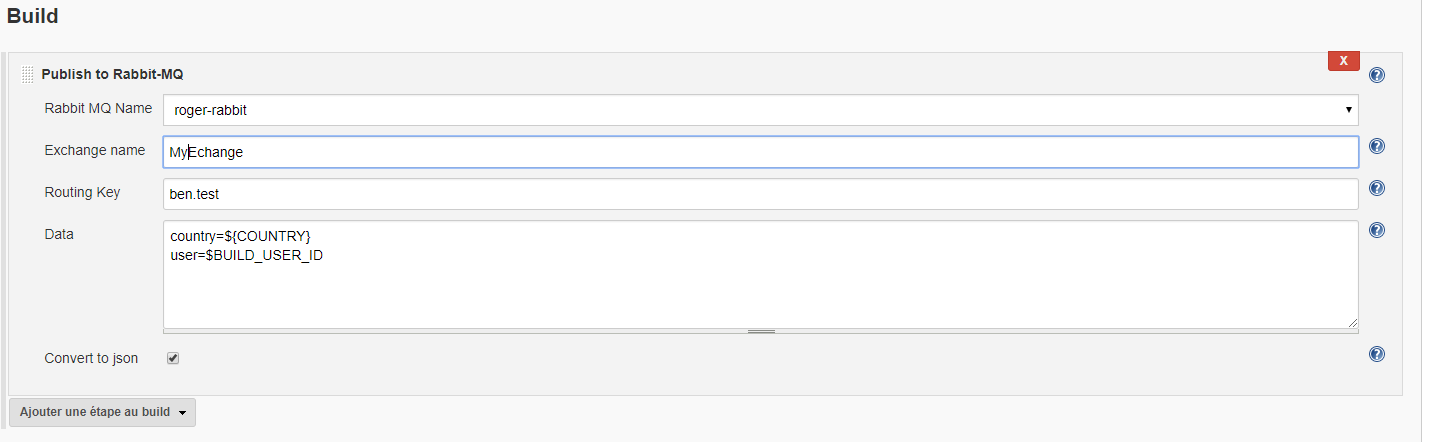 Build
Publish to Rabbit-MQ
X
?
Rabbit MQ Name
roger-rabbit
Exchange name
MyEchange
?
Routing Key
ben.test
?
Data
country=${COUNTRY}
user=$BUILD_USER_ID
?
Convert to json
?
Ajouter une étape au build